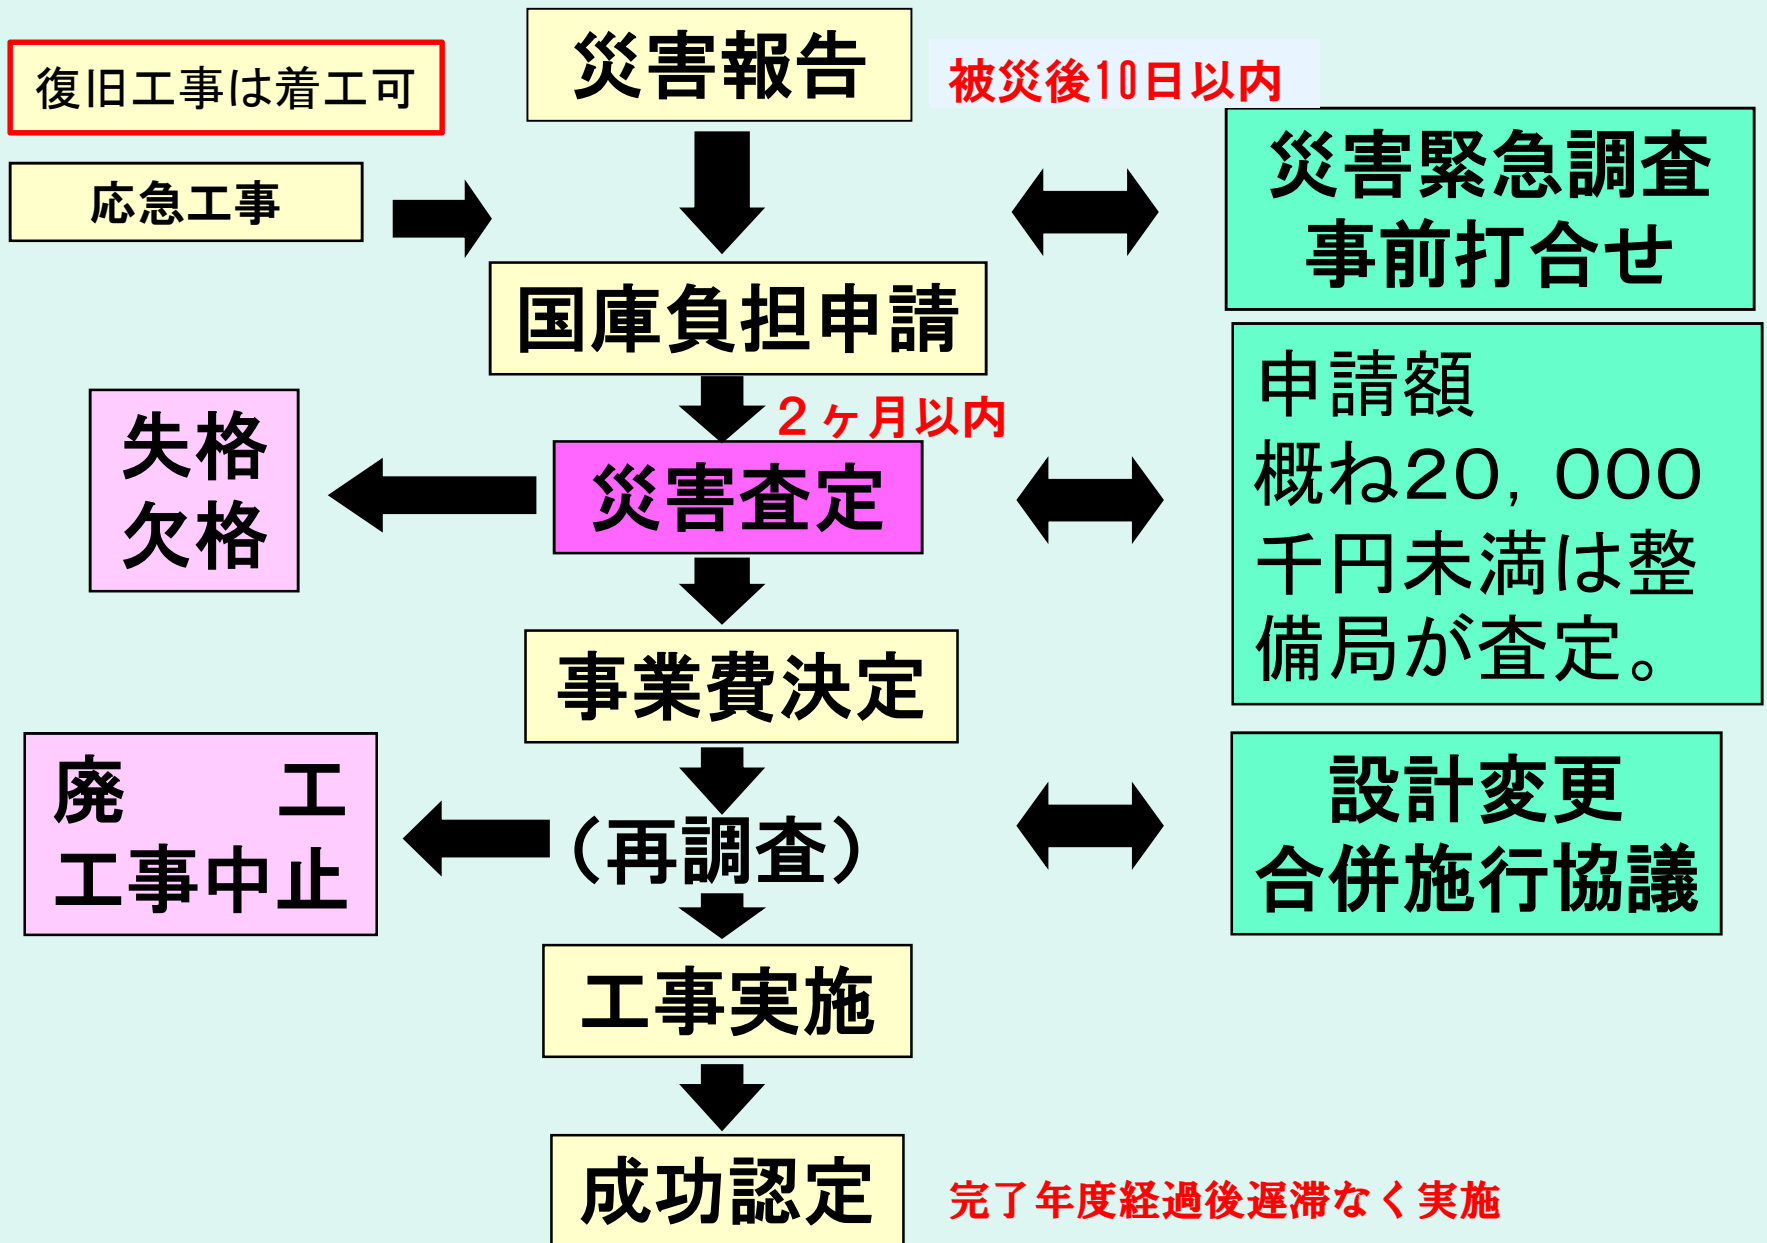 災害報告
復旧工事は着工可
被災後10日以内
応急工事
災害緊急調査
事前打合せ
国庫負担申請
2ヶ月以内
失格
欠格
災害査定
申請額
概ね20,000
千円未満は整
備局が査定。
事業費決定
廃　　工
工事中止
(再調査)
設計変更
合併施行協議
工事実施
成功認定
完了年度経過後遅滞なく実施